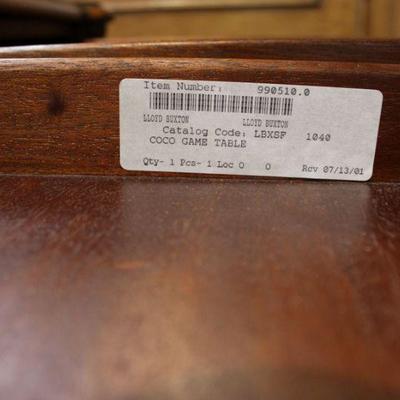 Item Number: 990510.0
LLOYD BUXTON LLOYD BUXTON
Catalog Code: LBXSF 1040
COCO GAME TABLE
Qty- 1 Pcs- 1 Loc 0 0 Rcv 07/13/01